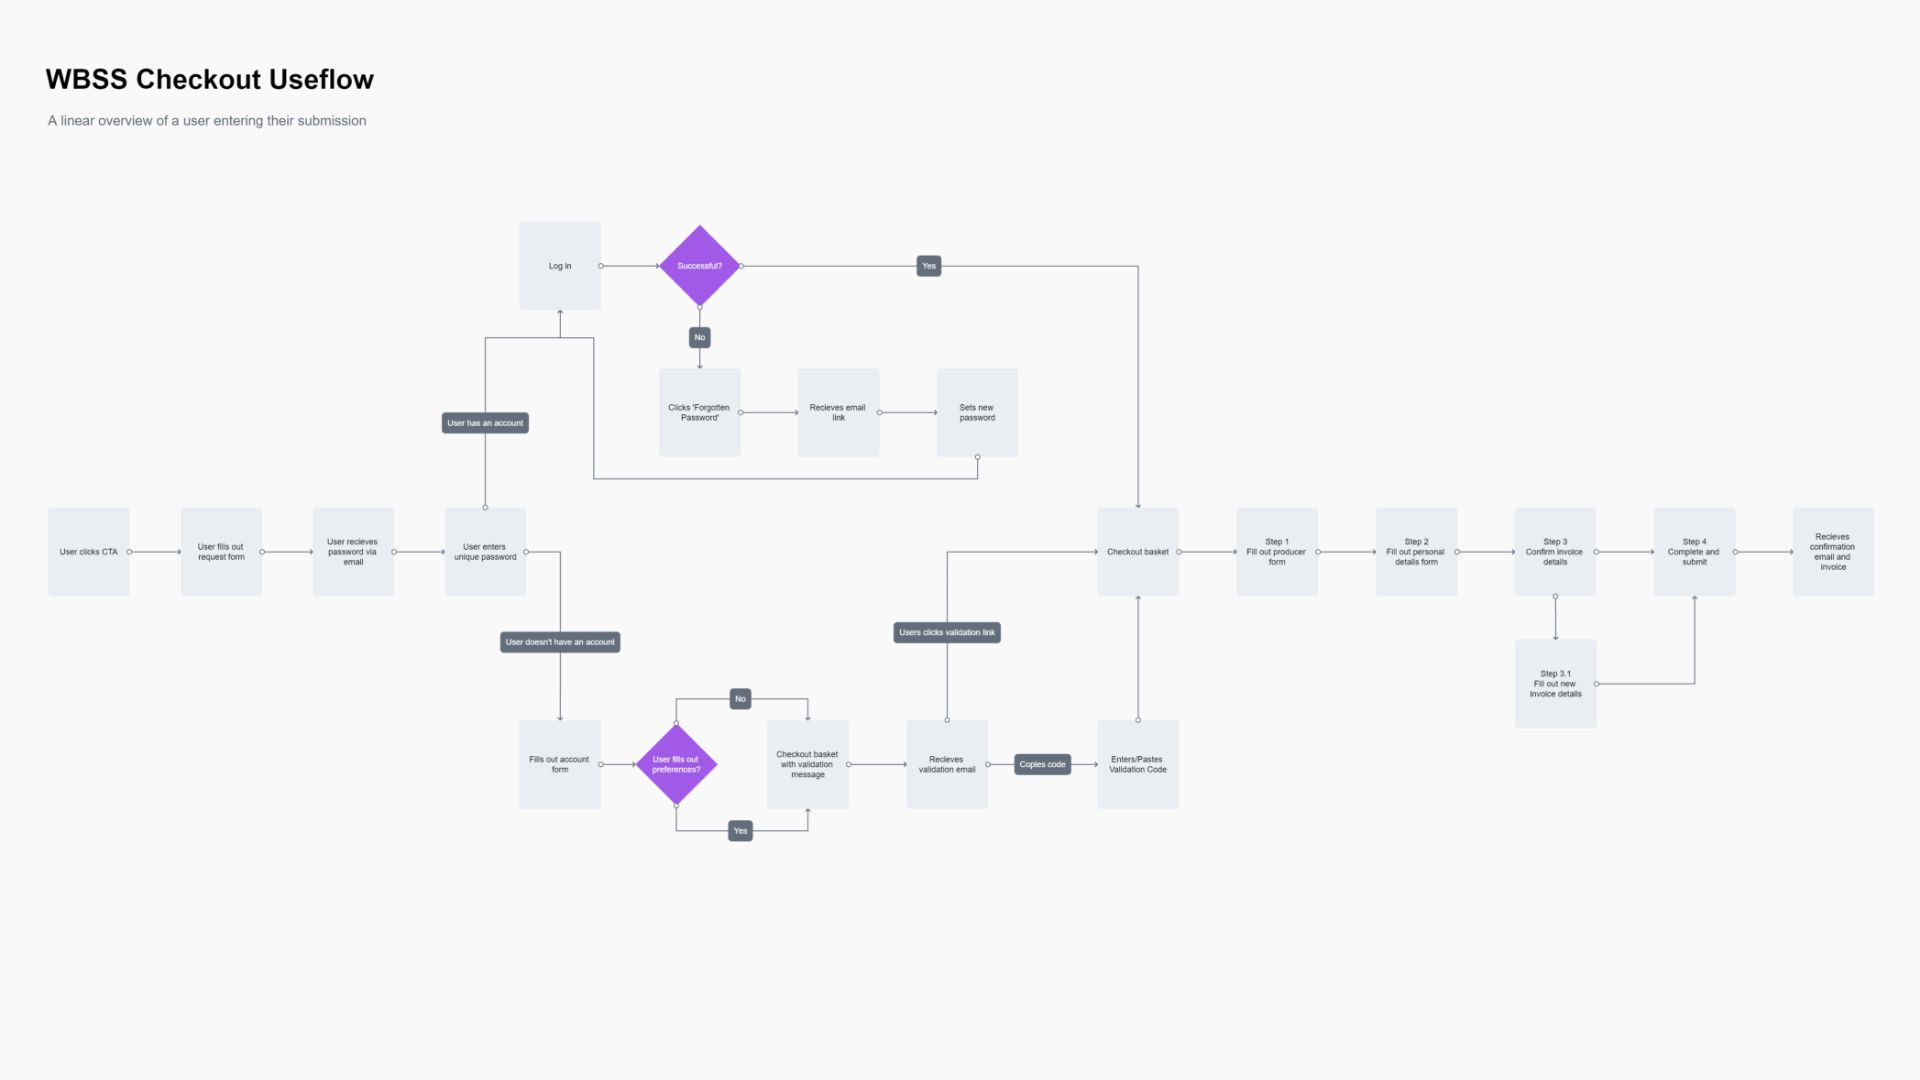 WBSS Checkout Useflow
A linear overview of a user entering their submission
Log in
Successful?
Yes
No
Clicks 'Forgotten
Password'
Recieves email
link
Sets new
password
User has an account
User clicks CTA
User fills out
request form
User recieves
password via
email
User enters
unique password
Checkout basket
Step 1
Fill out producer
form
Step 2
Fill out personal
details form
Step 3
Confirm invoice
details
Step 4
Complete and
submit
Recieves
confirmation
email and
invoice
User doesn't have an account
Users clicks validation link
Step 3.1
Fill out new
invoice details
No
Fills out account
form
User fills out
preferences?
Checkout basket
with validation
message
Recieves
validation email
Copies code
Enters/Pastes
Validation Code
Yes